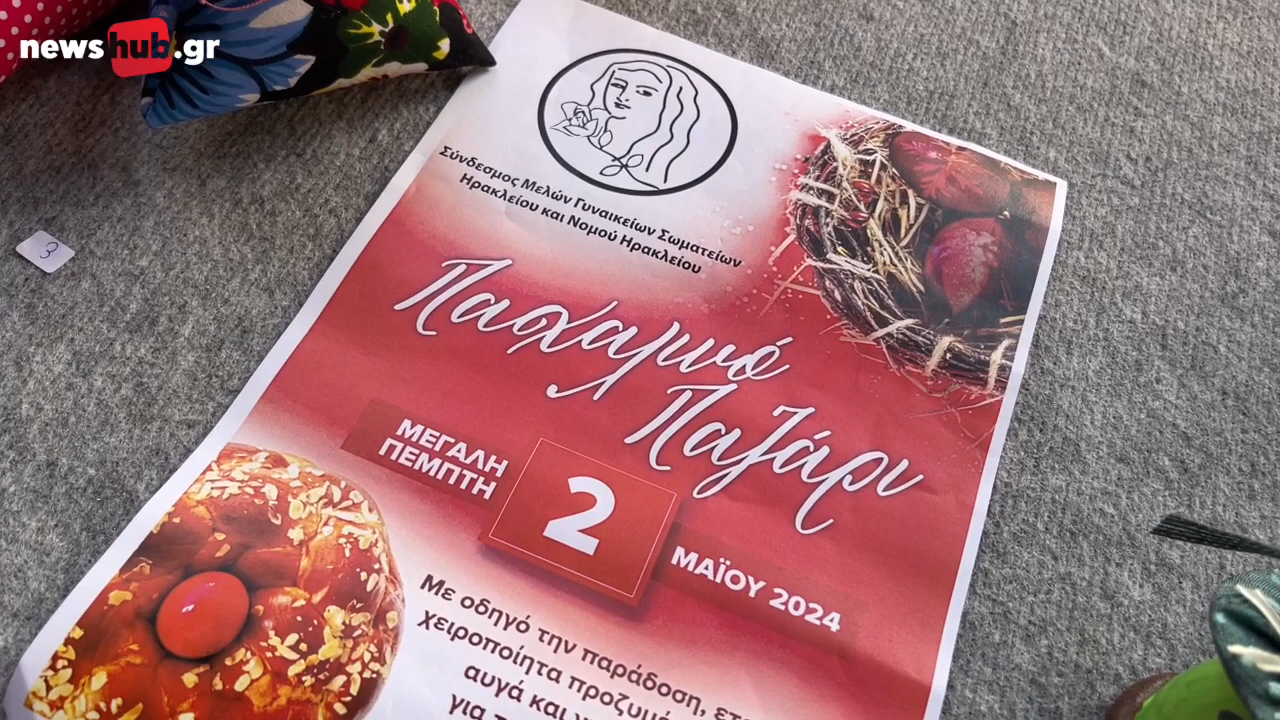 newshub.gr
Σύνδεσμος Μελών Γυναικείων Σωματείων
Ηρακλείου και Νομού Ηρακλείου
Πασχαλινό
Παζάρι
ΜΕΓΑΛΗ
ΠΕΜΠΤΗ
2
ΜΑΪΟΥ 2024
Με οδηγό την παράδοση,
χειροποίητα
αυγά και
για
3